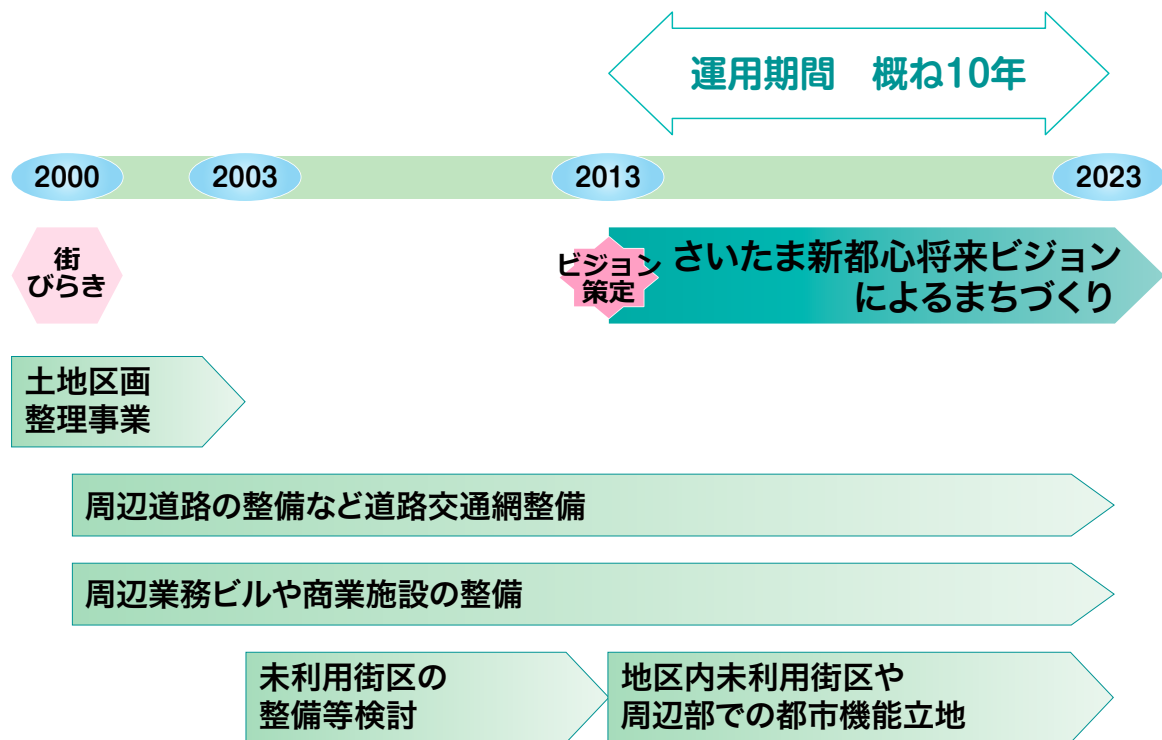 運用期間　概ね10年
2000
2003
2013
2023
街
びらき
ビジョン
策定
さいたま新都心将来ビジョン
によるまちづくり
土地区画
整理事業
周辺道路の整備など道路交通網整備
周辺業務ビルや商業施設の整備
未利用街区の
整備等検討
地区内未利用街区や
周辺部での都市機能立地